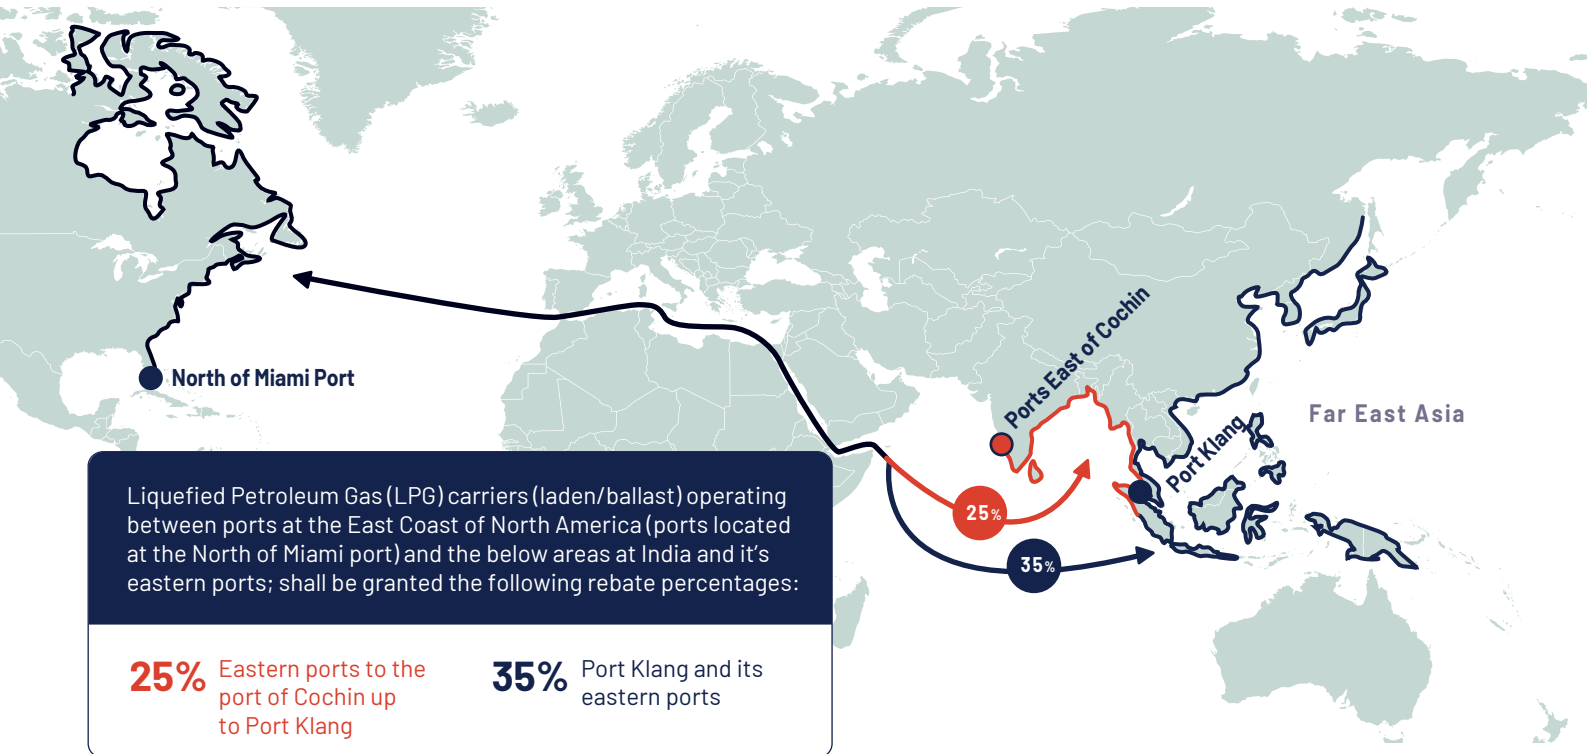 Ports East of Cochin
Far East Asia
North of Miami Port
Port Klang
25%
35%
Liquefied Petroleum Gas (LPG) carriers (laden/ballast) operating
between ports at the East Coast of North America (ports located
at the North of Miami port) and the below areas at India and it's
eastern ports; shall be granted the following rebate percentages:
25%
Eastern ports to the
port of Cochin up
to Port Klang
35%
Port Klang and its
eastern ports